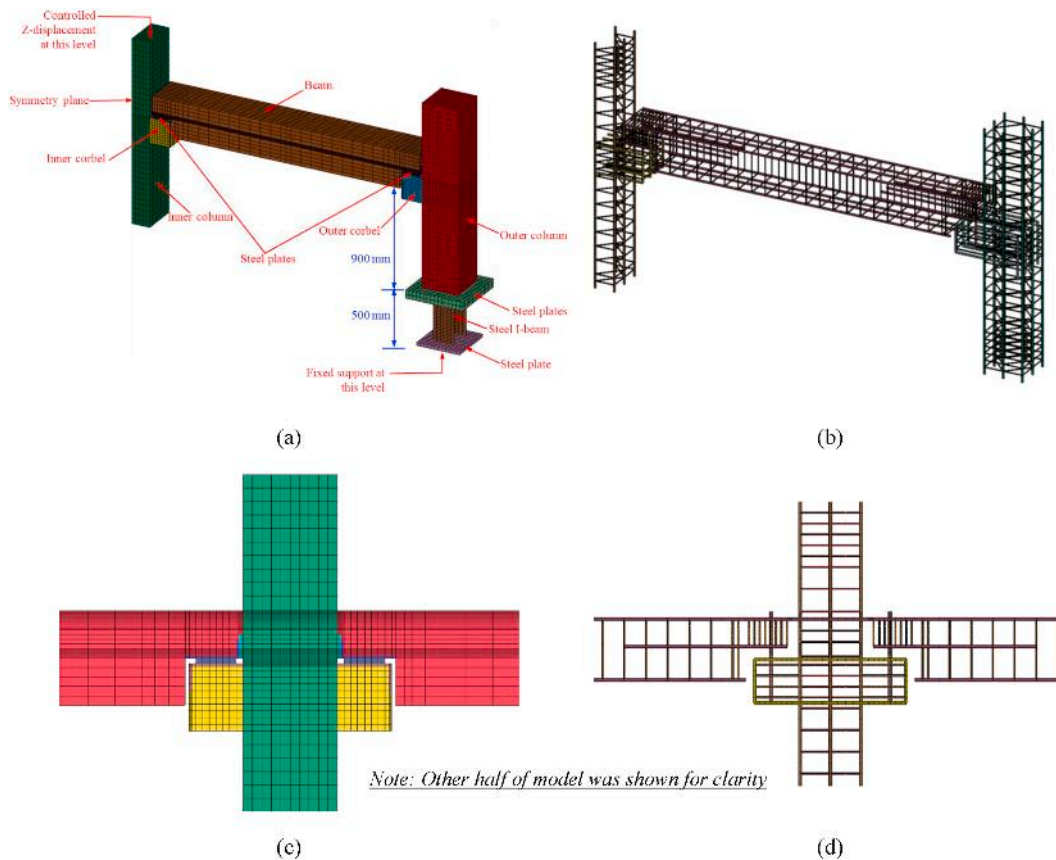 Controlled
Z-displacement
at this level
Symmetry plane
Beam
Inner corbel
Inner column
Steel plates
Outer corbel
900 mm
Outer column
500 mm
Steel plates
Steel I-beam
Steel plate
Fixed support at
this level
(a)
(b)
Note: Other half of model was shown for clarity
(c)
(d)